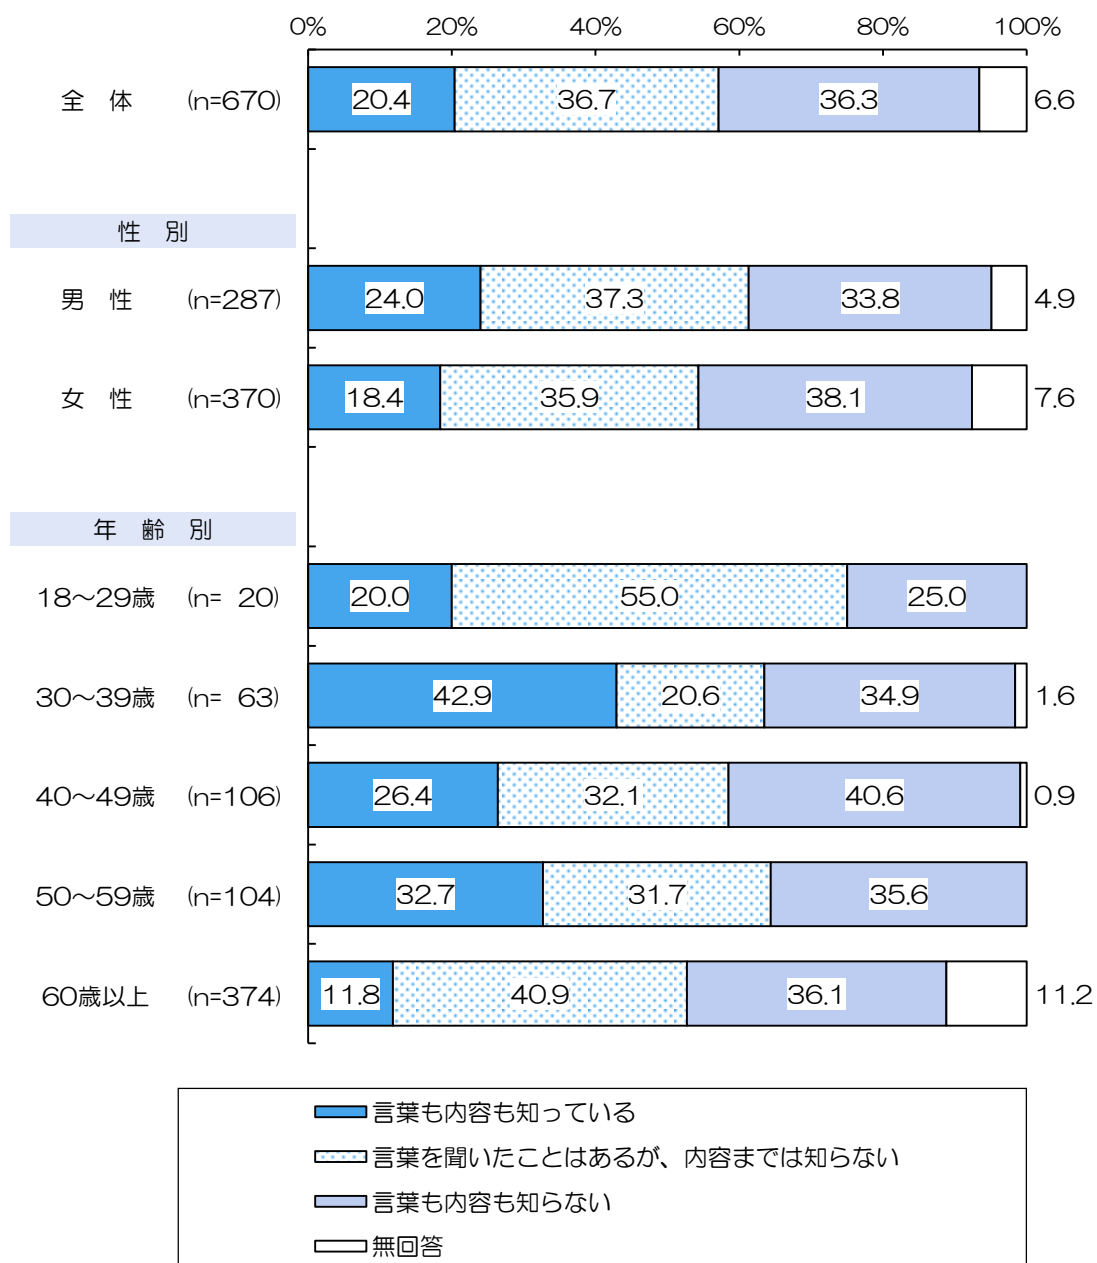 0% 20% 40% 60% 80% 100%
全 体 (n=670) 20.4 36.7 36.3 6.6
性 別
男 性 (n=287) 24.0 37.3 33.8 4.9
女 性 (n=370) 18.4 35.9 38.1 7.6
年 齢 別
18～29歳 (n= 20) 20.0 55.0 25.0
30～39歳 (n= 63) 42.9 20.6 34.9 1.6
40～49歳 (n=106) 26.4 32.1 40.6 0.9
50～59歳 (n=104) 32.7 31.7 35.6
60歳以上 (n=374) 11.8 40.9 36.1 11.2
言葉も内容も知っている
言葉を聞いたことはあるが、内容までは知らない
言葉も内容も知らない
無回答